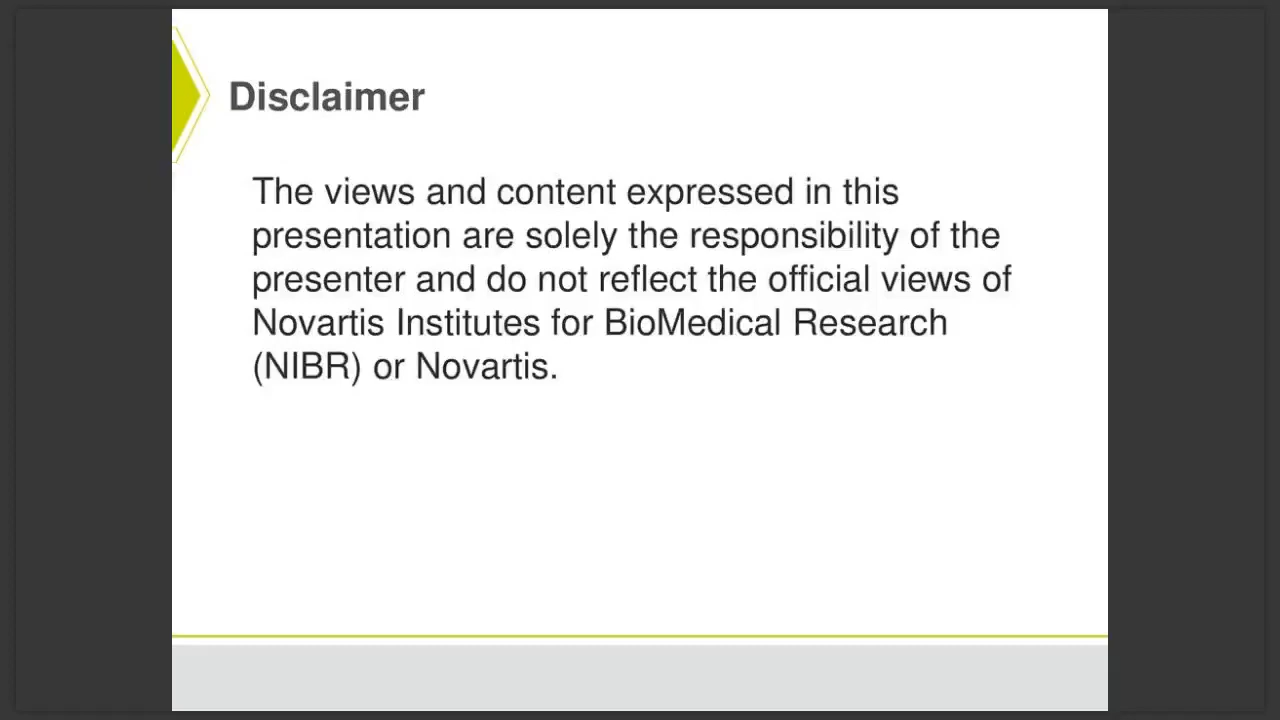 Disclaimer
The views and content expressed in this
presentation are solely the responsibility of the
presenter and do not reflect the official views of
Novartis Institutes for BioMedical Research
(NIBR) or Novartis.